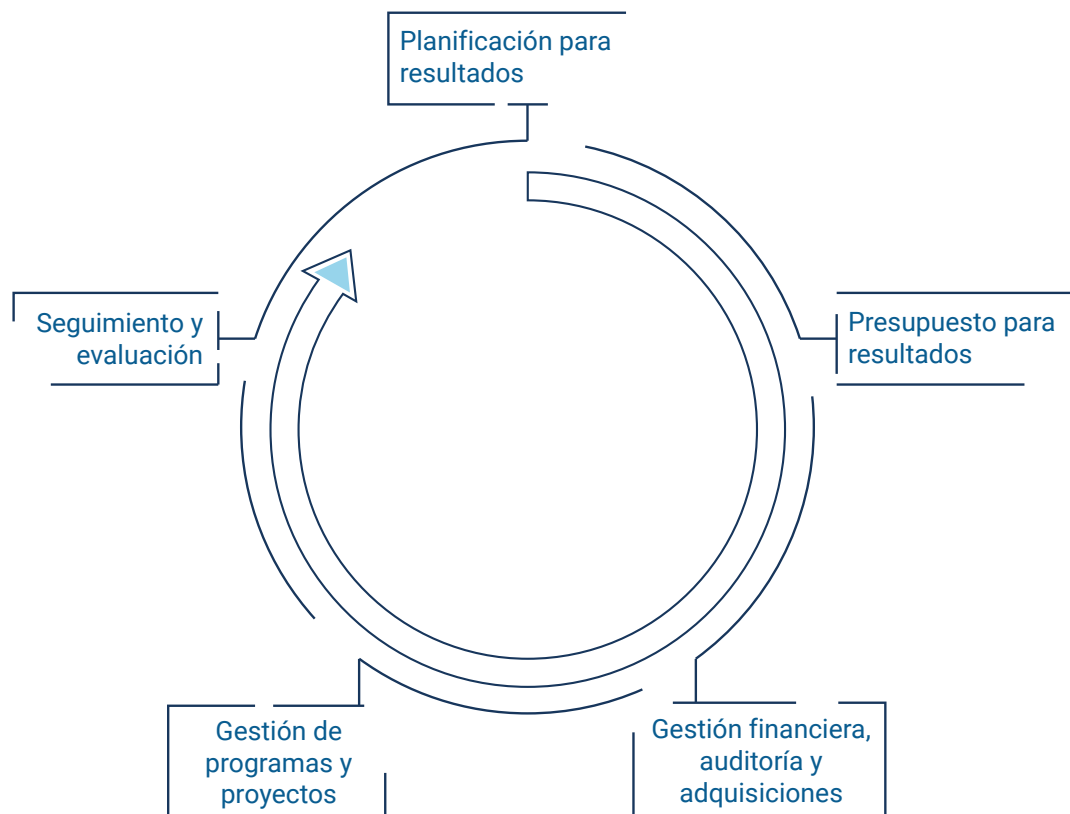 Planificación para
resultados
Presupuesto para
resultados
Gestión financiera,
auditoría y
adquisiciones
Gestión de
programas y
proyectos
Seguimiento y
evaluación